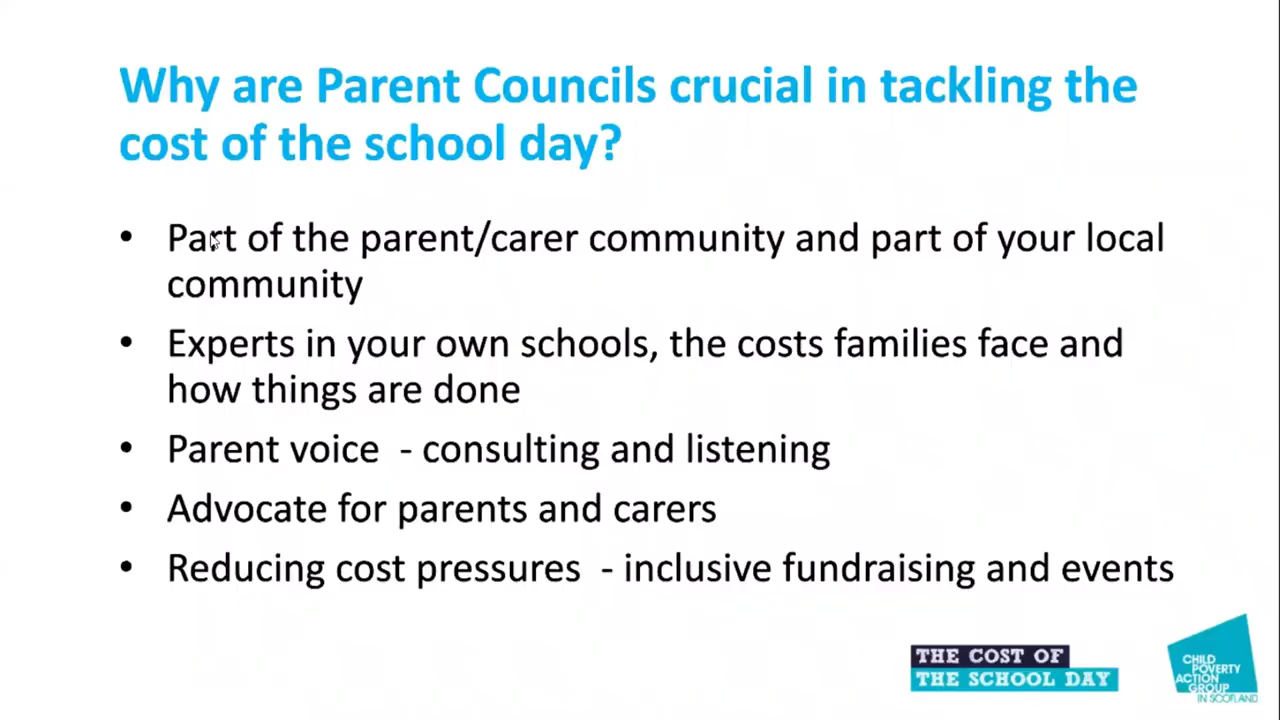 Why are Parent Councils crucial in tackling the
cost of the school day?
• Part of the parent/carer community and part of your local
community
• Experts in your own schools, the costs families face and
how things are done
• Parent voice - consulting and listening
• Advocate for parents and carers
• Reducing cost pressures - inclusive fundraising and events
THE COST OF
THE SCHOOL DAY
CHILD
POVERTY
ACTION
GROUP
IN SCOTLAND